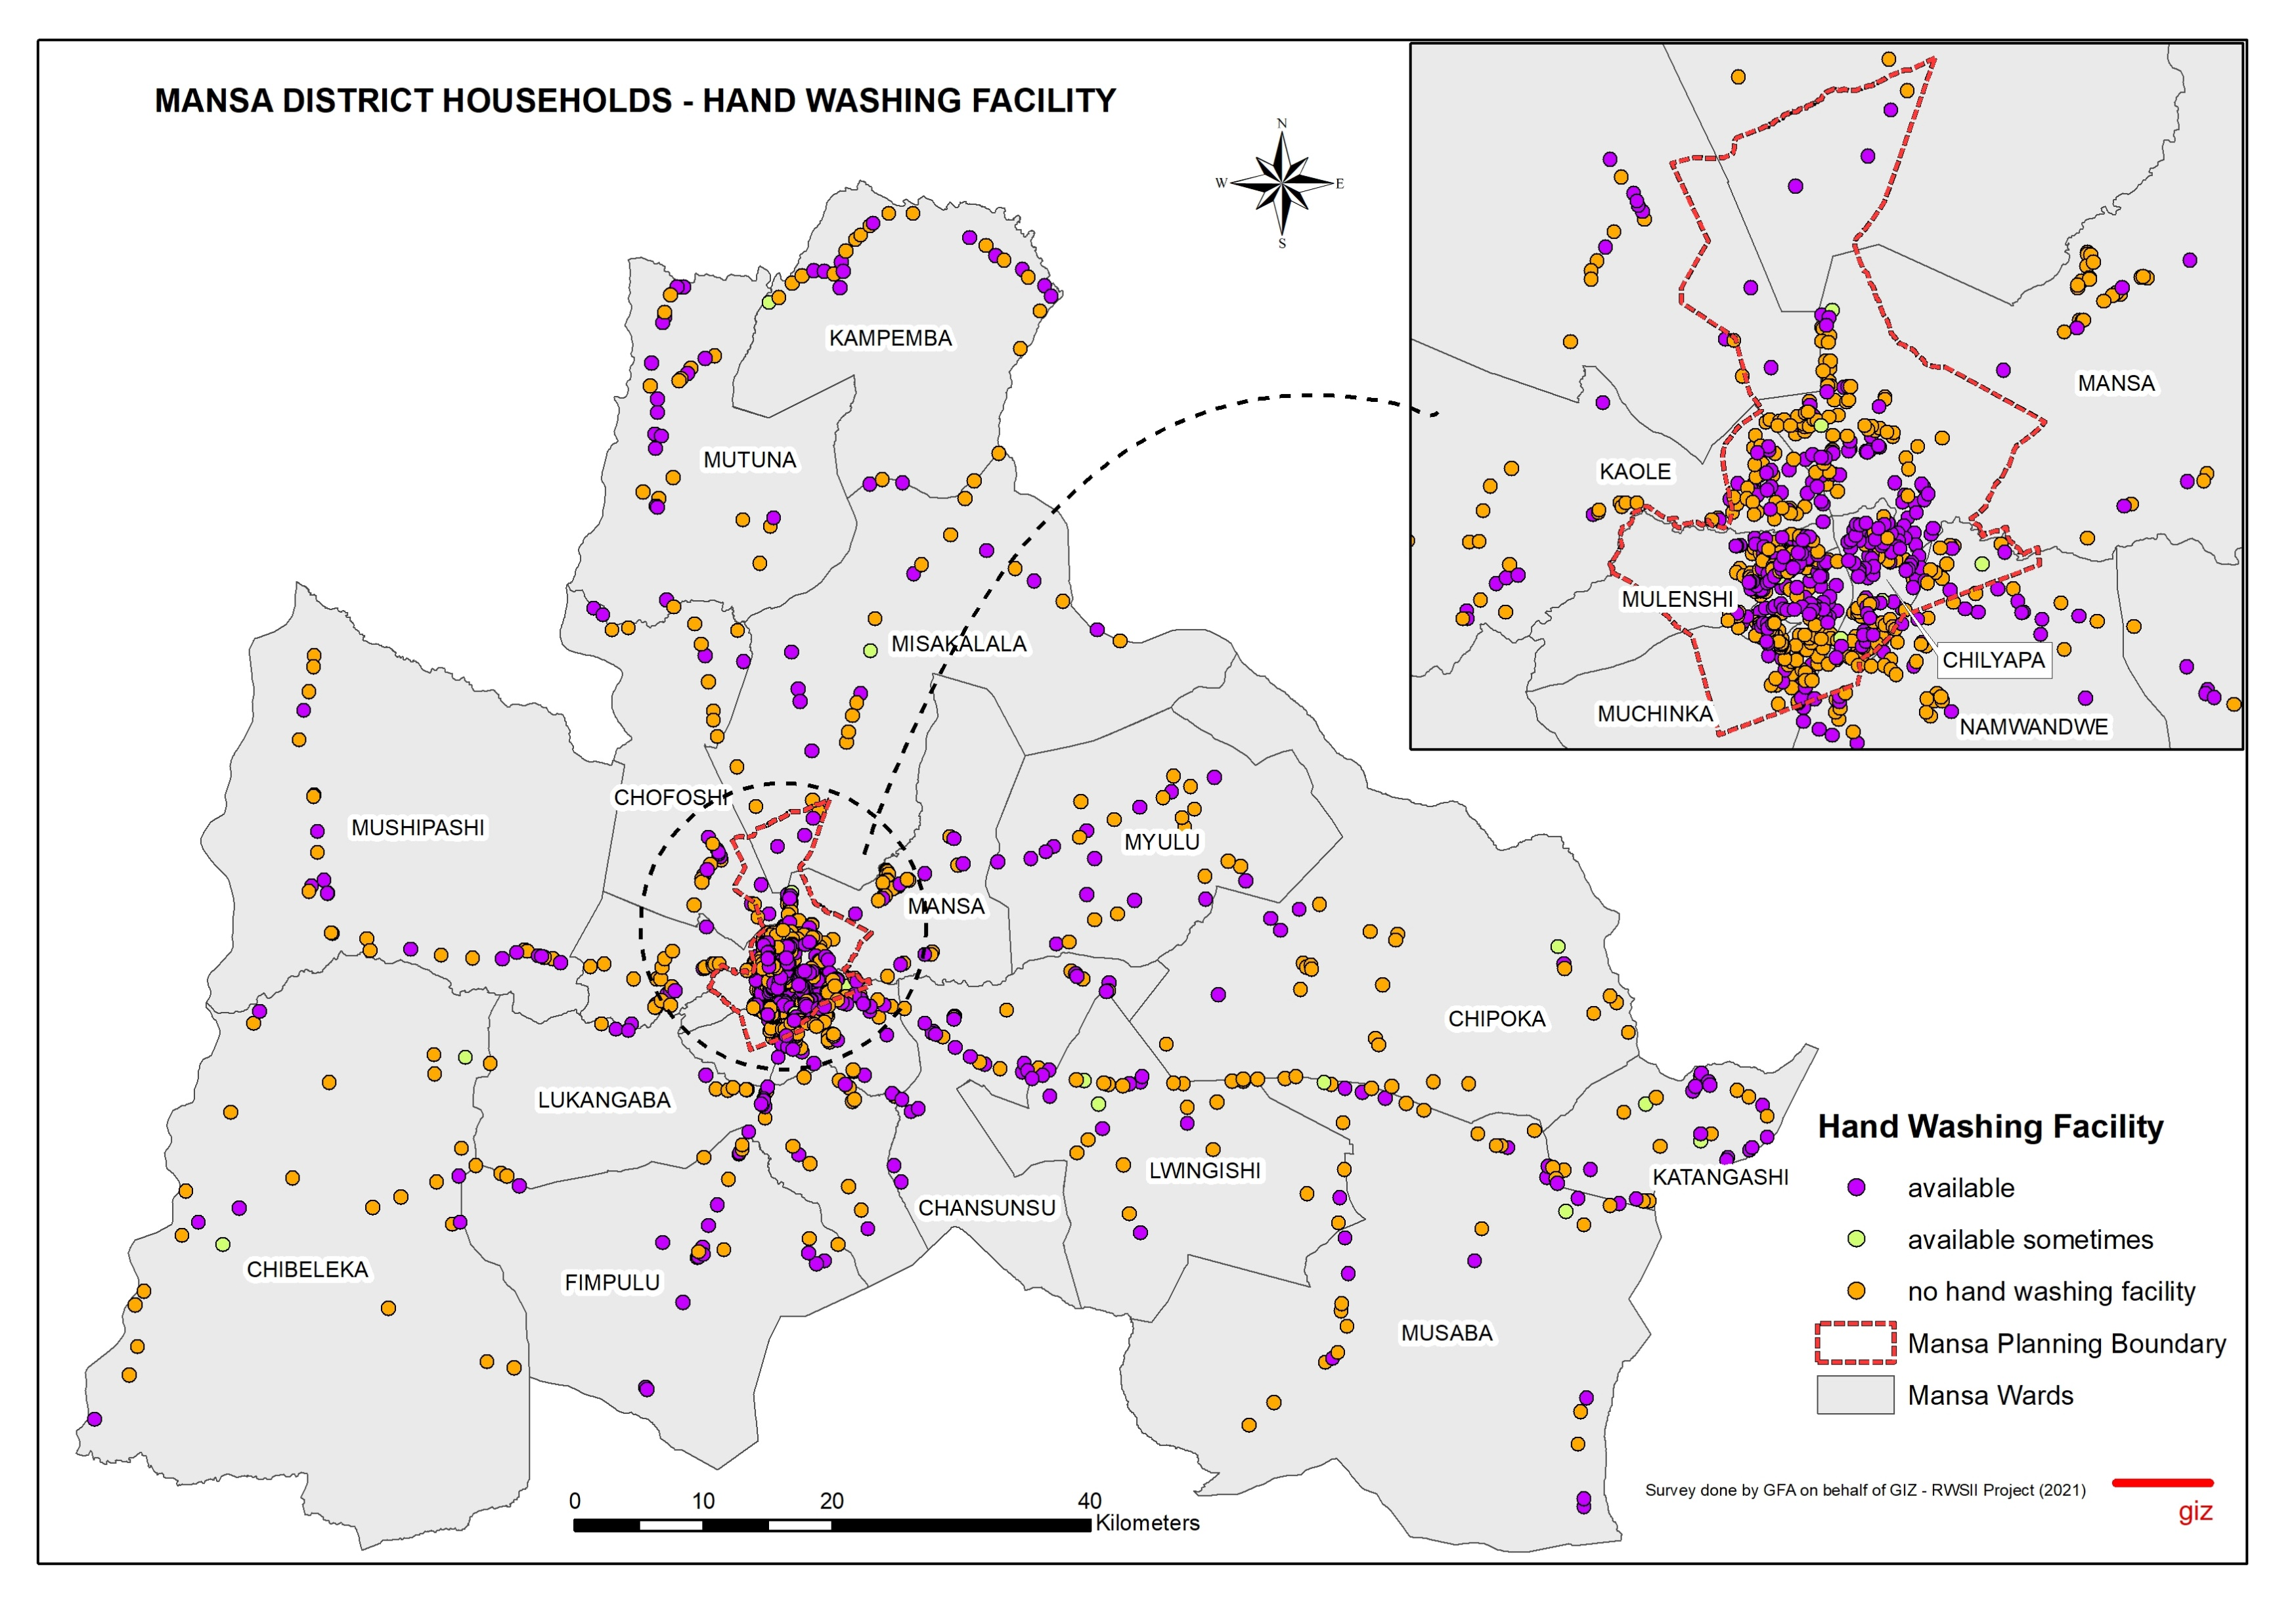 MANSA DISTRICT HOUSEHOLDS - HAND WASHING FACILITY
N
W
E
S
KAMPEMBA
MUTUNA
MISAKALALA
CHOFOSHI
MUSHIPASHI
MYULU
MANSA
CHIPOKA
LUKANGABA
LWINGISHI
KATANGASHI
CHANSUNSU
CHIBELEKA
FIMPULU
MUSABA
MANSA
KAOLE
MULENSHI
CHILYAPA
MUCHINKA
NAMWANDWE
Hand Washing Facility
available
available sometimes
no hand washing facility
Mansa Planning Boundary
Mansa Wards
0 10 20 40
Kilometers
Survey done by GFA on behalf of GIZ - RWSII Project (2021)
giz